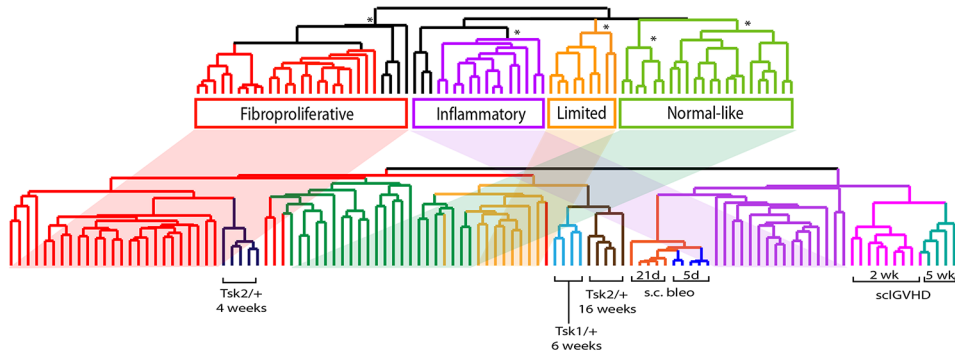 * * * * *
Fibroproliferative Inflammatory Limited Normal-like
21d 5d 2 wk 5 wk
Tsk2/+ Tsk2/+ s.c. bleo sclGVHD
4 weeks 16 weeks
Tsk1/+
6 weeks